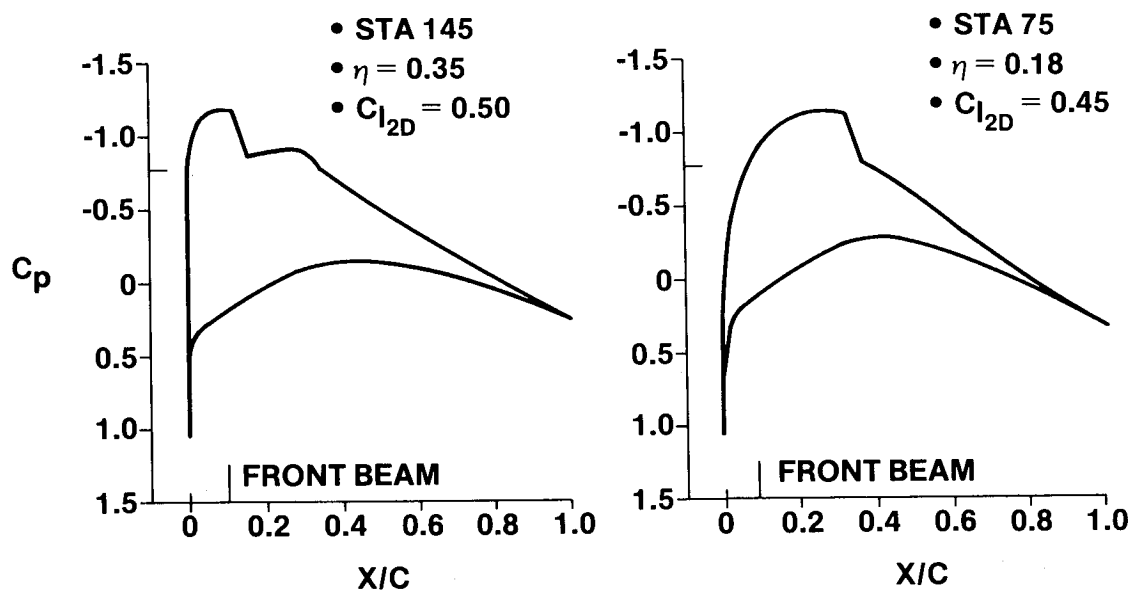 • STA 145
• η = 0.35
• Cl2D = 0.50
-1.5
-1.0
-0.5
Cp
0
0.5
1.0
1.5
FRONT BEAM
0 0.2 0.4 0.6 0.8 1.0
X/C
• STA 75
• η = 0.18
• Cl2D = 0.45
-1.5
-1.0
-0.5
0
0.5
1.0
1.5
FRONT BEAM
0 0.2 0.4 0.6 0.8 1.0
X/C